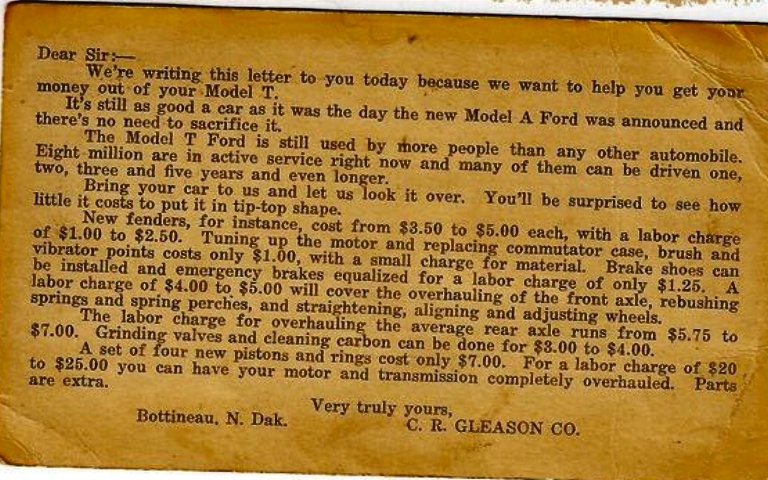 Dear Sir:—
We're writing this letter to you today because we want to help you get your
money out of your Model T.
It's still as good a car as it was the day the new Model A Ford was announced and
there's no need to sacrifice it.
The Model T Ford is still used by more people than any other automobile.
Eight million are in active service right now and many of them can be driven one,
two, three and five years and even longer.
Bring your car to us and let us look it over. You'll be surprised to see how
little it costs to put it in tip-top shape.
New fenders, for instance, cost from $3.50 to $5.00 each, with a labor charge
of $1.00 to $2.50. Tuning up the motor and replacing commutator case, brush and
vibrator points costs only $1.00, with a small charge for material. Brake shoes can
be installed and emergency brakes equalized for a labor charge of only $1.25. A
labor charge of $4.00 to $5.00 will cover the overhauling of the front axle, rebushing
springs and spring perches, and straightening, aligning and adjusting wheels.
The labor charge for overhauling the average rear axle runs from $5.75 to
$7.00. Grinding valves and cleaning carbon can be done for $3.00 to $4.00.
A set of four new pistons and rings cost only $7.00. For a labor charge of $20
to $25.00 you can have your motor and transmission completely overhauled. Parts
are extra.
Very truly yours,
Bottineau, N. Dak. C. R. GLEASON CO.